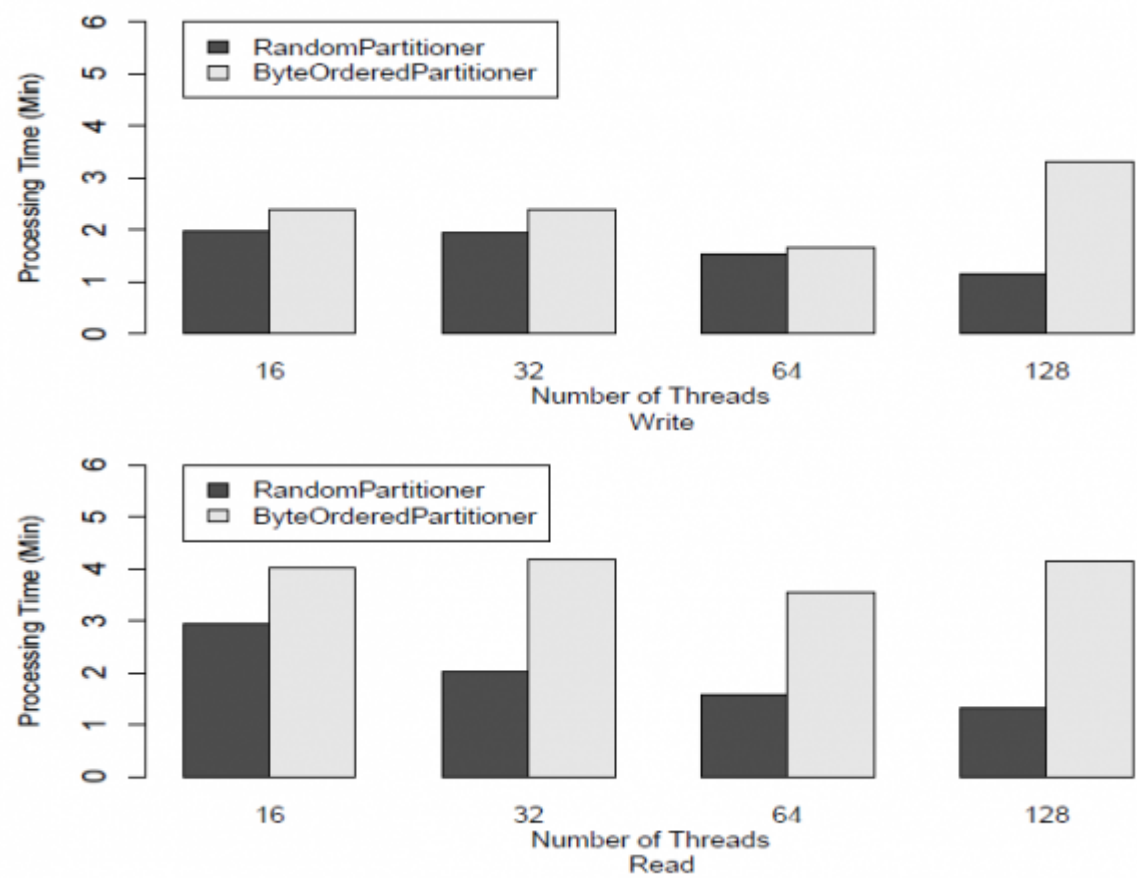 6
5
4
3
2
1
0
Processing Time (Min)
RandomPartitioner
ByteOrderedPartitioner
16 32 64 128
Number of Threads
Write
6
5
4
3
2
1
0
Processing Time (Min)
RandomPartitioner
ByteOrderedPartitioner
16 32 64 128
Number of Threads
Read